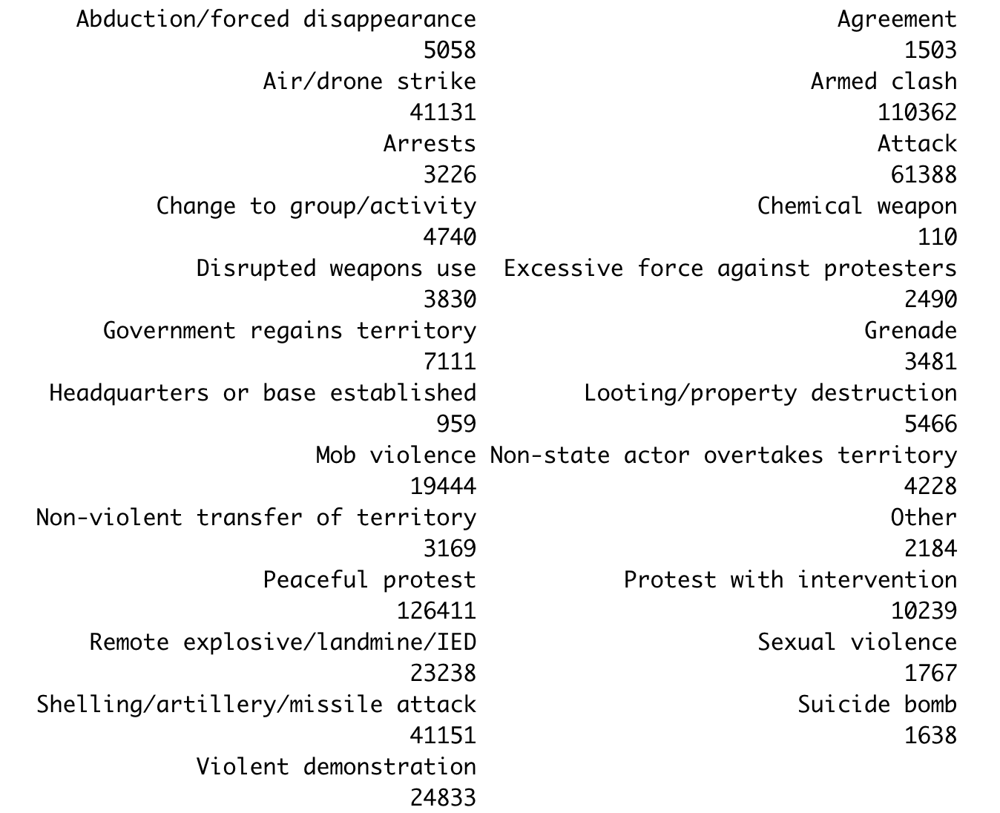 Abduction/forced disappearance Agreement
5058 1503
Air/drone strike Armed clash
41131 110362
Arrests Attack
3226 61388
Change to group/activity Chemical weapon
4740 110
Disrupted weapons use Excessive force against protesters
3830 2490
Government regains territory Grenade
7111 3481
Headquarters or base established Looting/property destruction
959 5466
Mob violence Non-state actor overtakes territory
19444 4228
Non-violent transfer of territory Other
3169 2184
Peaceful protest Protest with intervention
126411 10239
Remote explosive/landmine/IED Sexual violence
23238 1767
Shelling/artillery/missile attack Suicide bomb
41151 1638
Violent demonstration
24833